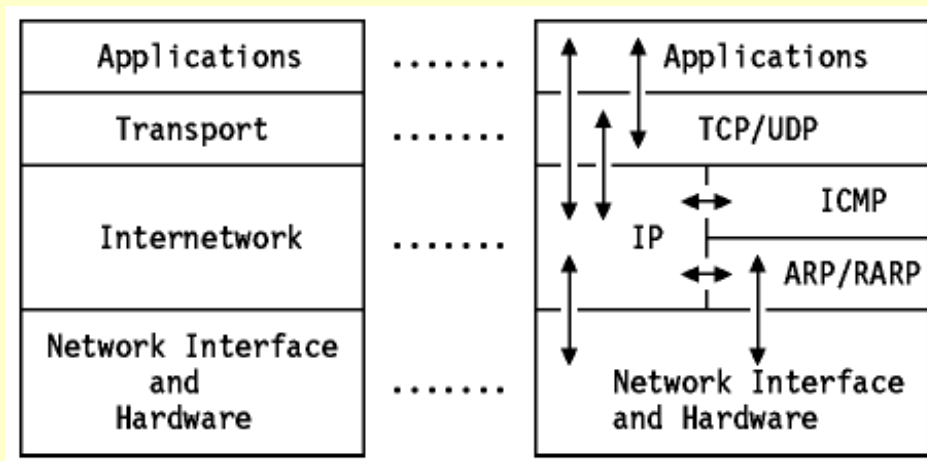 Applications ....... Applications
Transport ....... TCP/UDP
ICMP
Internetwork ....... IP
ARP/RARP
Network Interface
and
Hardware
.......
Network Interface
and Hardware